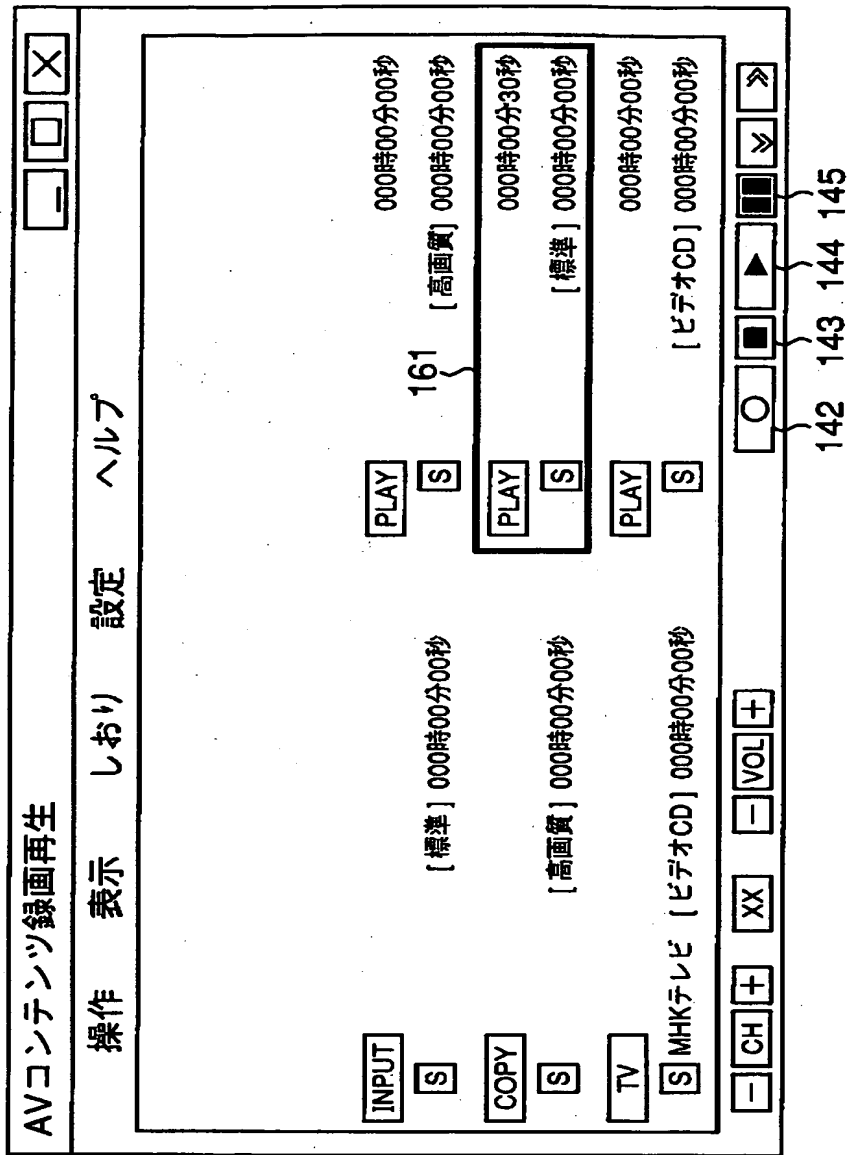 AVコンテンツ録画再生
操作 表示 しおり 設定 ヘルプ
161
INPUT PLAY 000時00分00秒
S [標準] 000時00分00秒 S [高画質] 000時00分00秒
COPY PLAY 000時00分30秒
S [高画質] 000時00分00秒 S [標準] 000時00分00秒
TV PLAY 000時00分00秒
S MHKテレビ [ビデオCD] 000時00分00秒 S [ビデオCD] 000時00分00秒
− CH + XX − VOL +
142 143 144 145